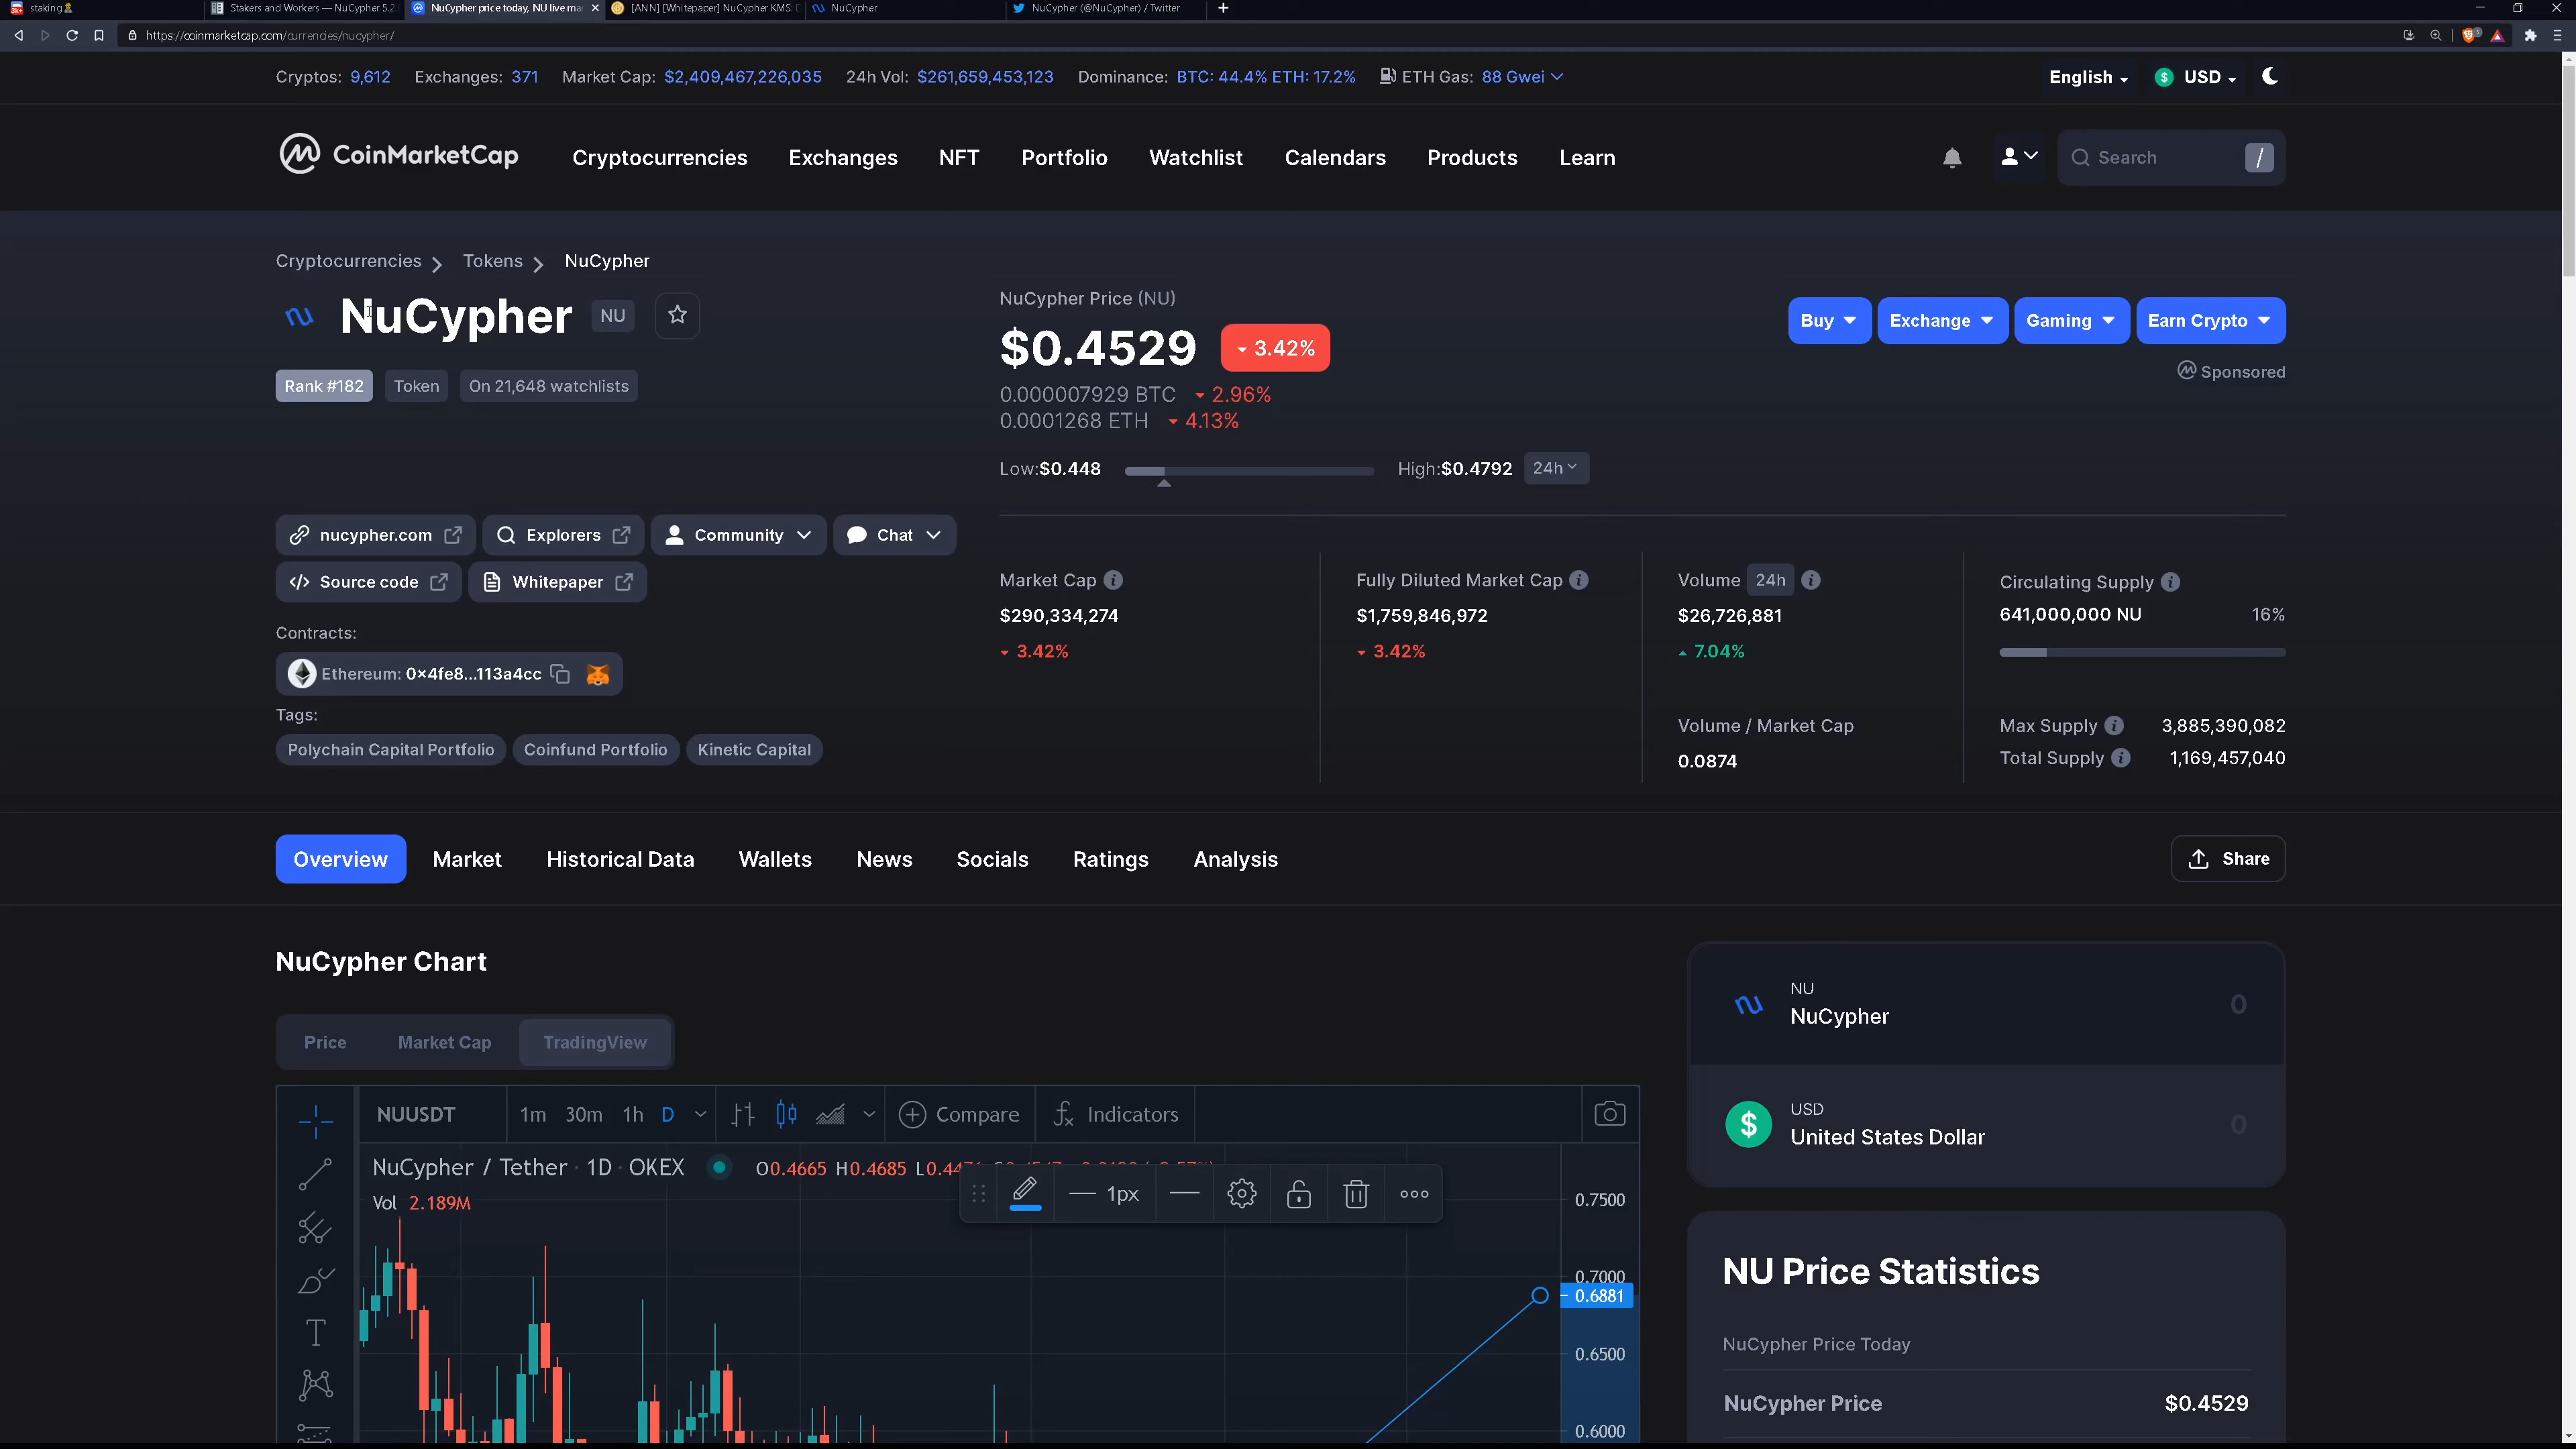 staking
Stakers and Workers — NuCypher 5.2.
NuCypher price today, NU live ma
[ANN] [Whitepaper] NuCypher KMS: D
NuCypher
NuCypher (@NuCypher) / Twitter
https://coinmarketcap.com/currencies/nucypher/
Cryptos: 9,612 Exchanges: 371 Market Cap: $2,409,467,226,035 24h Vol: $261,659,453,123 Dominance: BTC: 44.4% ETH: 17.2% ETH Gas: 88 Gwei
English USD
CoinMarketCap Cryptocurrencies Exchanges NFT Portfolio Watchlist Calendars Products Learn Search /
Cryptocurrencies Tokens NuCypher
NuCypher NU
Rank #182 Token On 21,648 watchlists
NuCypher Price (NU)
$0.4529 3.42%
0.000007929 BTC 2.96%
0.0001268 ETH 4.13%
Low:$0.448 High:$0.4792 24h
Buy Exchange Gaming Earn Crypto
Sponsored
nucypher.com Explorers Community Chat
Source code Whitepaper
Contracts:
Ethereum: 0x4fe8...113a4cc
Tags:
Polychain Capital Portfolio Coinfund Portfolio Kinetic Capital
Market Cap
$290,334,274
3.42%
Fully Diluted Market Cap
$1,759,846,972
3.42%
Volume 24h
$26,726,881
7.04%
Volume / Market Cap
0.0874
Circulating Supply
641,000,000 NU 16%
Max Supply 3,885,390,082
Total Supply 1,169,457,040
Overview Market Historical Data Wallets News Socials Ratings Analysis Share
NuCypher Chart
Price Market Cap TradingView
NUUSDT 1m 30m 1h D Compare Indicators
NuCypher / Tether · 1D · OKEX O0.4665 H0.4685
Vol 2.189M
1px
0.7500
0.7000
0.6881
0.6500
0.6000
NU
NuCypher 0
USD
United States Dollar 0
NU Price Statistics
NuCypher Price Today
NuCypher Price $0.4529